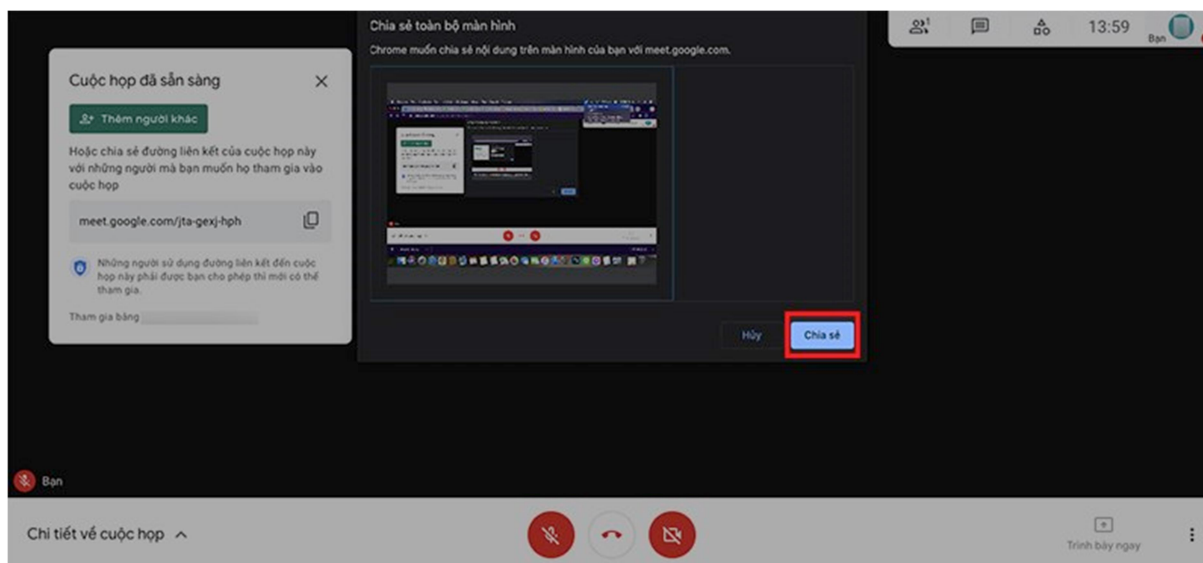 Chia sẻ toàn bộ màn hình
Chrome muốn chia sẻ nội dung trên màn hình của bạn với meet.google.com.
1
13:59
Bạn
Cuộc họp đã sẵn sàng
Thêm người khác
Hoặc chia sẻ đường liên kết của cuộc họp này
với những người mà bạn muốn họ tham gia vào
cuộc họp
meet.google.com/jta-gexj-hph
Những người sử dụng đường liên kết đến cuộc
họp này phải được bạn cho phép thì mới có thể
tham gia.
Tham gia bằng
Hủy
Chia sẻ
Bạn
Chi tiết về cuộc họp
Trình bày ngay